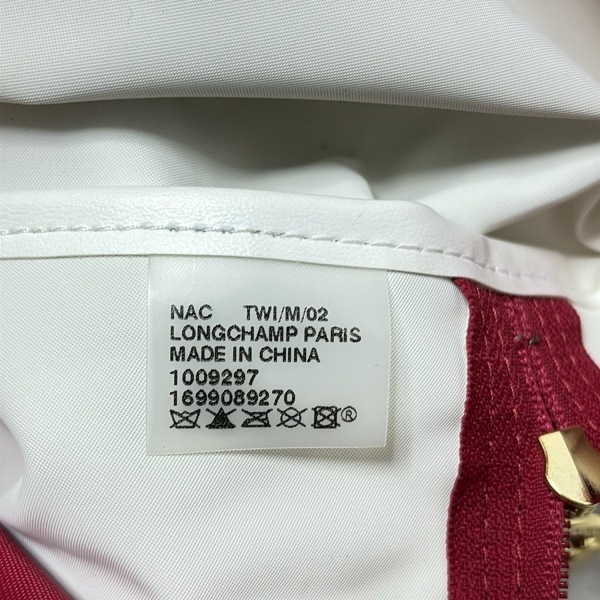 NAC TWI/M/02
LONGCHAMP PARIS
MADE IN CHINA
1009297
1699089270
®